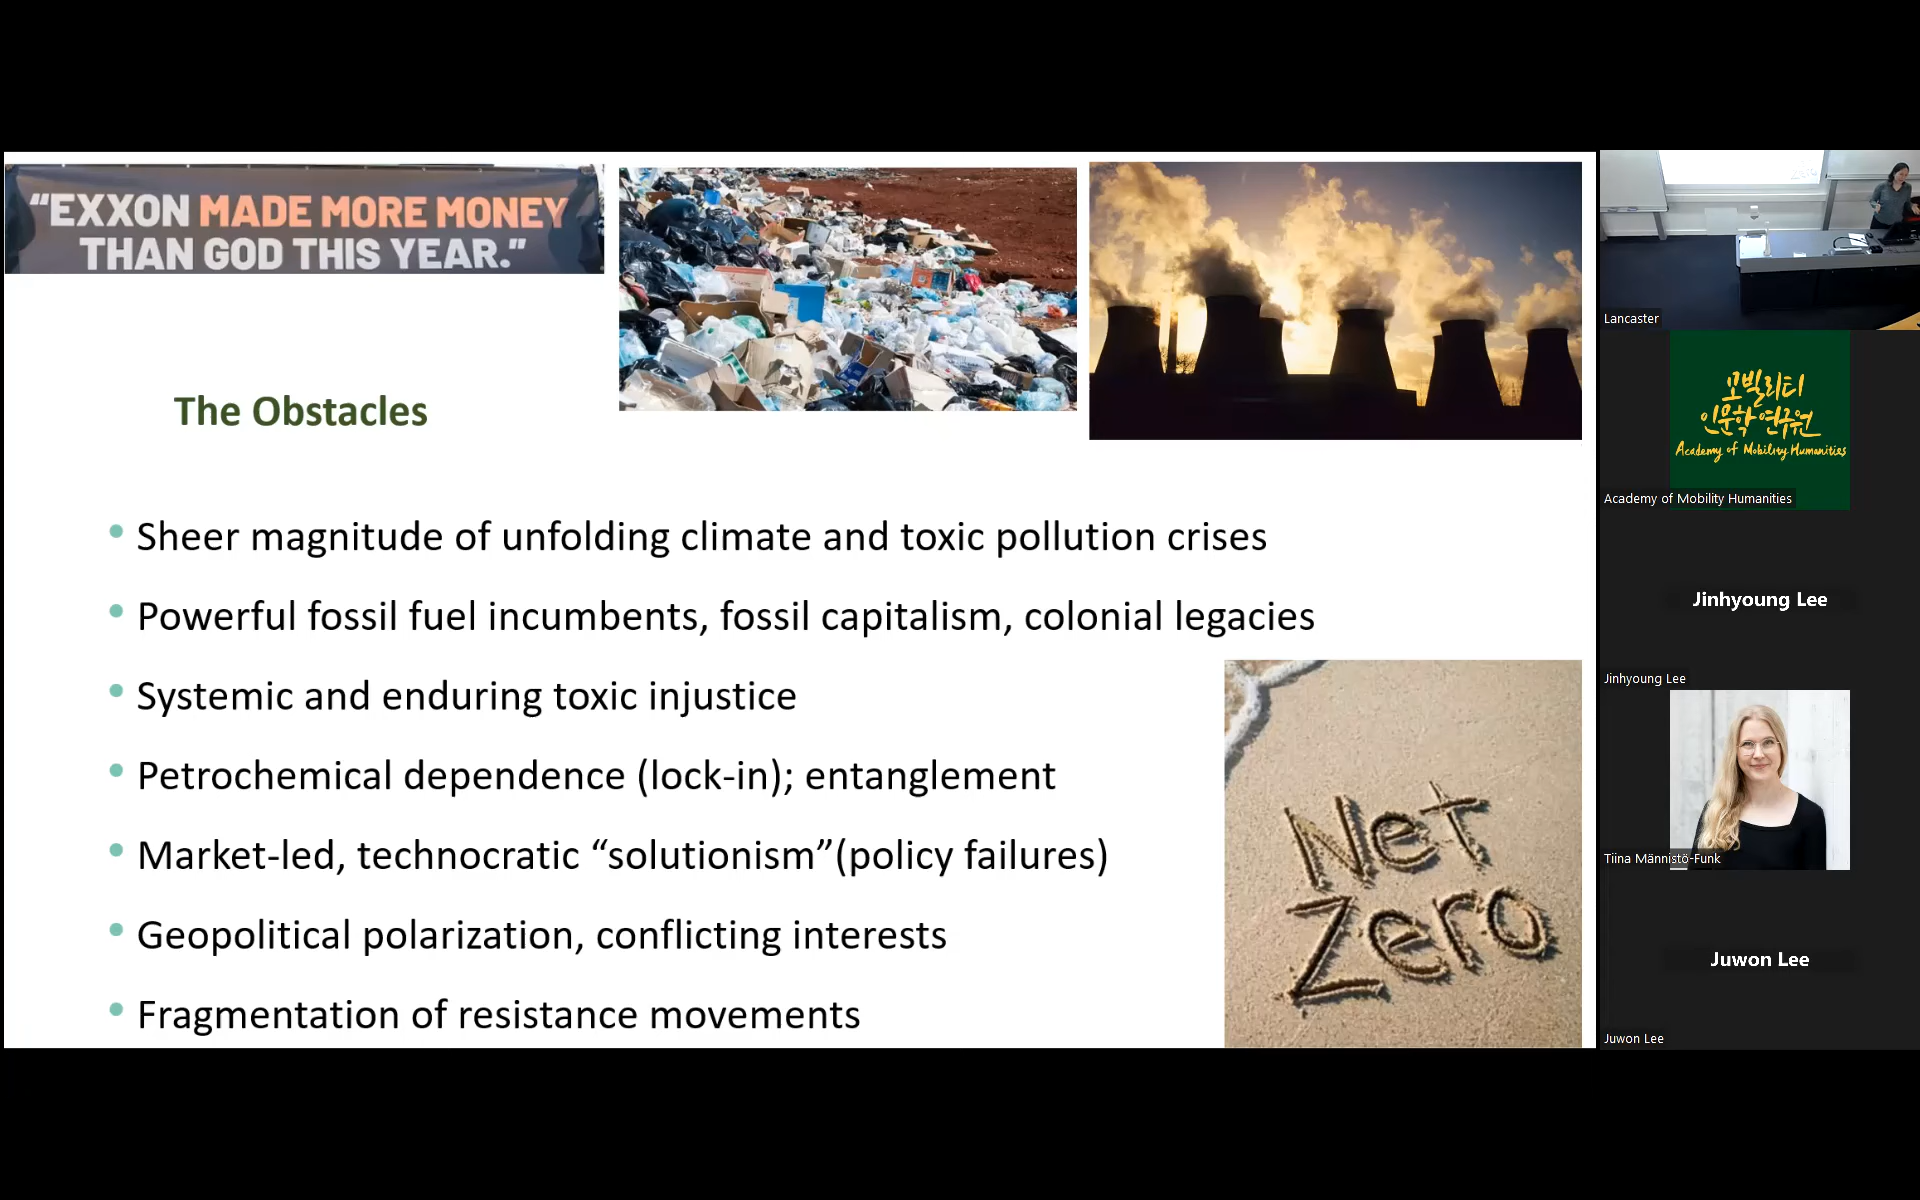 “EXXON MADE MORE MONEY
THAN GOD THIS YEAR.”
The Obstacles
• Sheer magnitude of unfolding climate and toxic pollution crises
• Powerful fossil fuel incumbents, fossil capitalism, colonial legacies
• Systemic and enduring toxic injustice
• Petrochemical dependence (lock-in); entanglement
• Market-led, technocratic “solutionism”(policy failures)
• Geopolitical polarization, conflicting interests
• Fragmentation of resistance movements
Net
Zero
Lancaster
모빌리티
인문학 연구원
Academy of Mobility Humanities
Academy of Mobility Humanities
Jinhyoung Lee
Jinhyoung Lee
Tiina Männistö-Funk
Juwon Lee
Juwon Lee